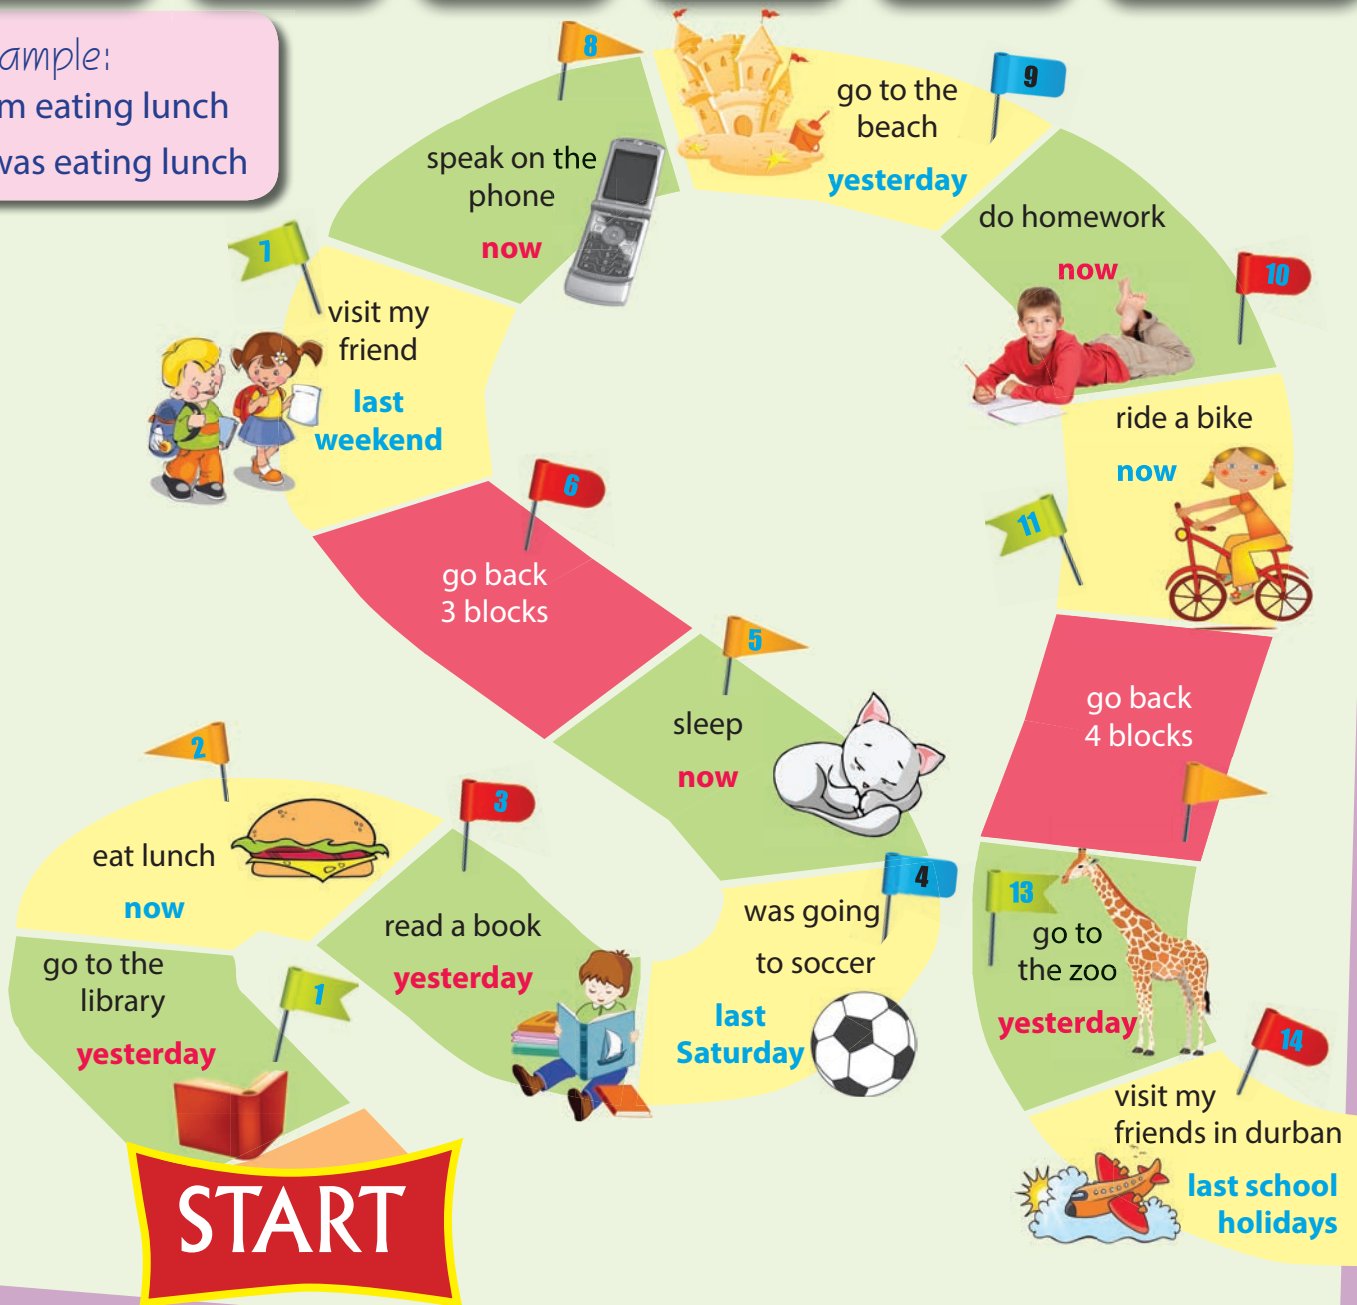 ample:
m eating lunch
was eating lunch
START
1
go to the
library
yesterday
2
eat lunch
now
3
read a book
yesterday
4
was going
to soccer
last
Saturday
5
sleep
now
6
go back
3 blocks
7
visit my
friend
last
weekend
8
speak on the
phone
now
9
go to the
beach
yesterday
10
do homework
now
11
ride a bike
now
go back
4 blocks
13
go to
the zoo
yesterday
14
visit my
friends in durban
last school
holidays